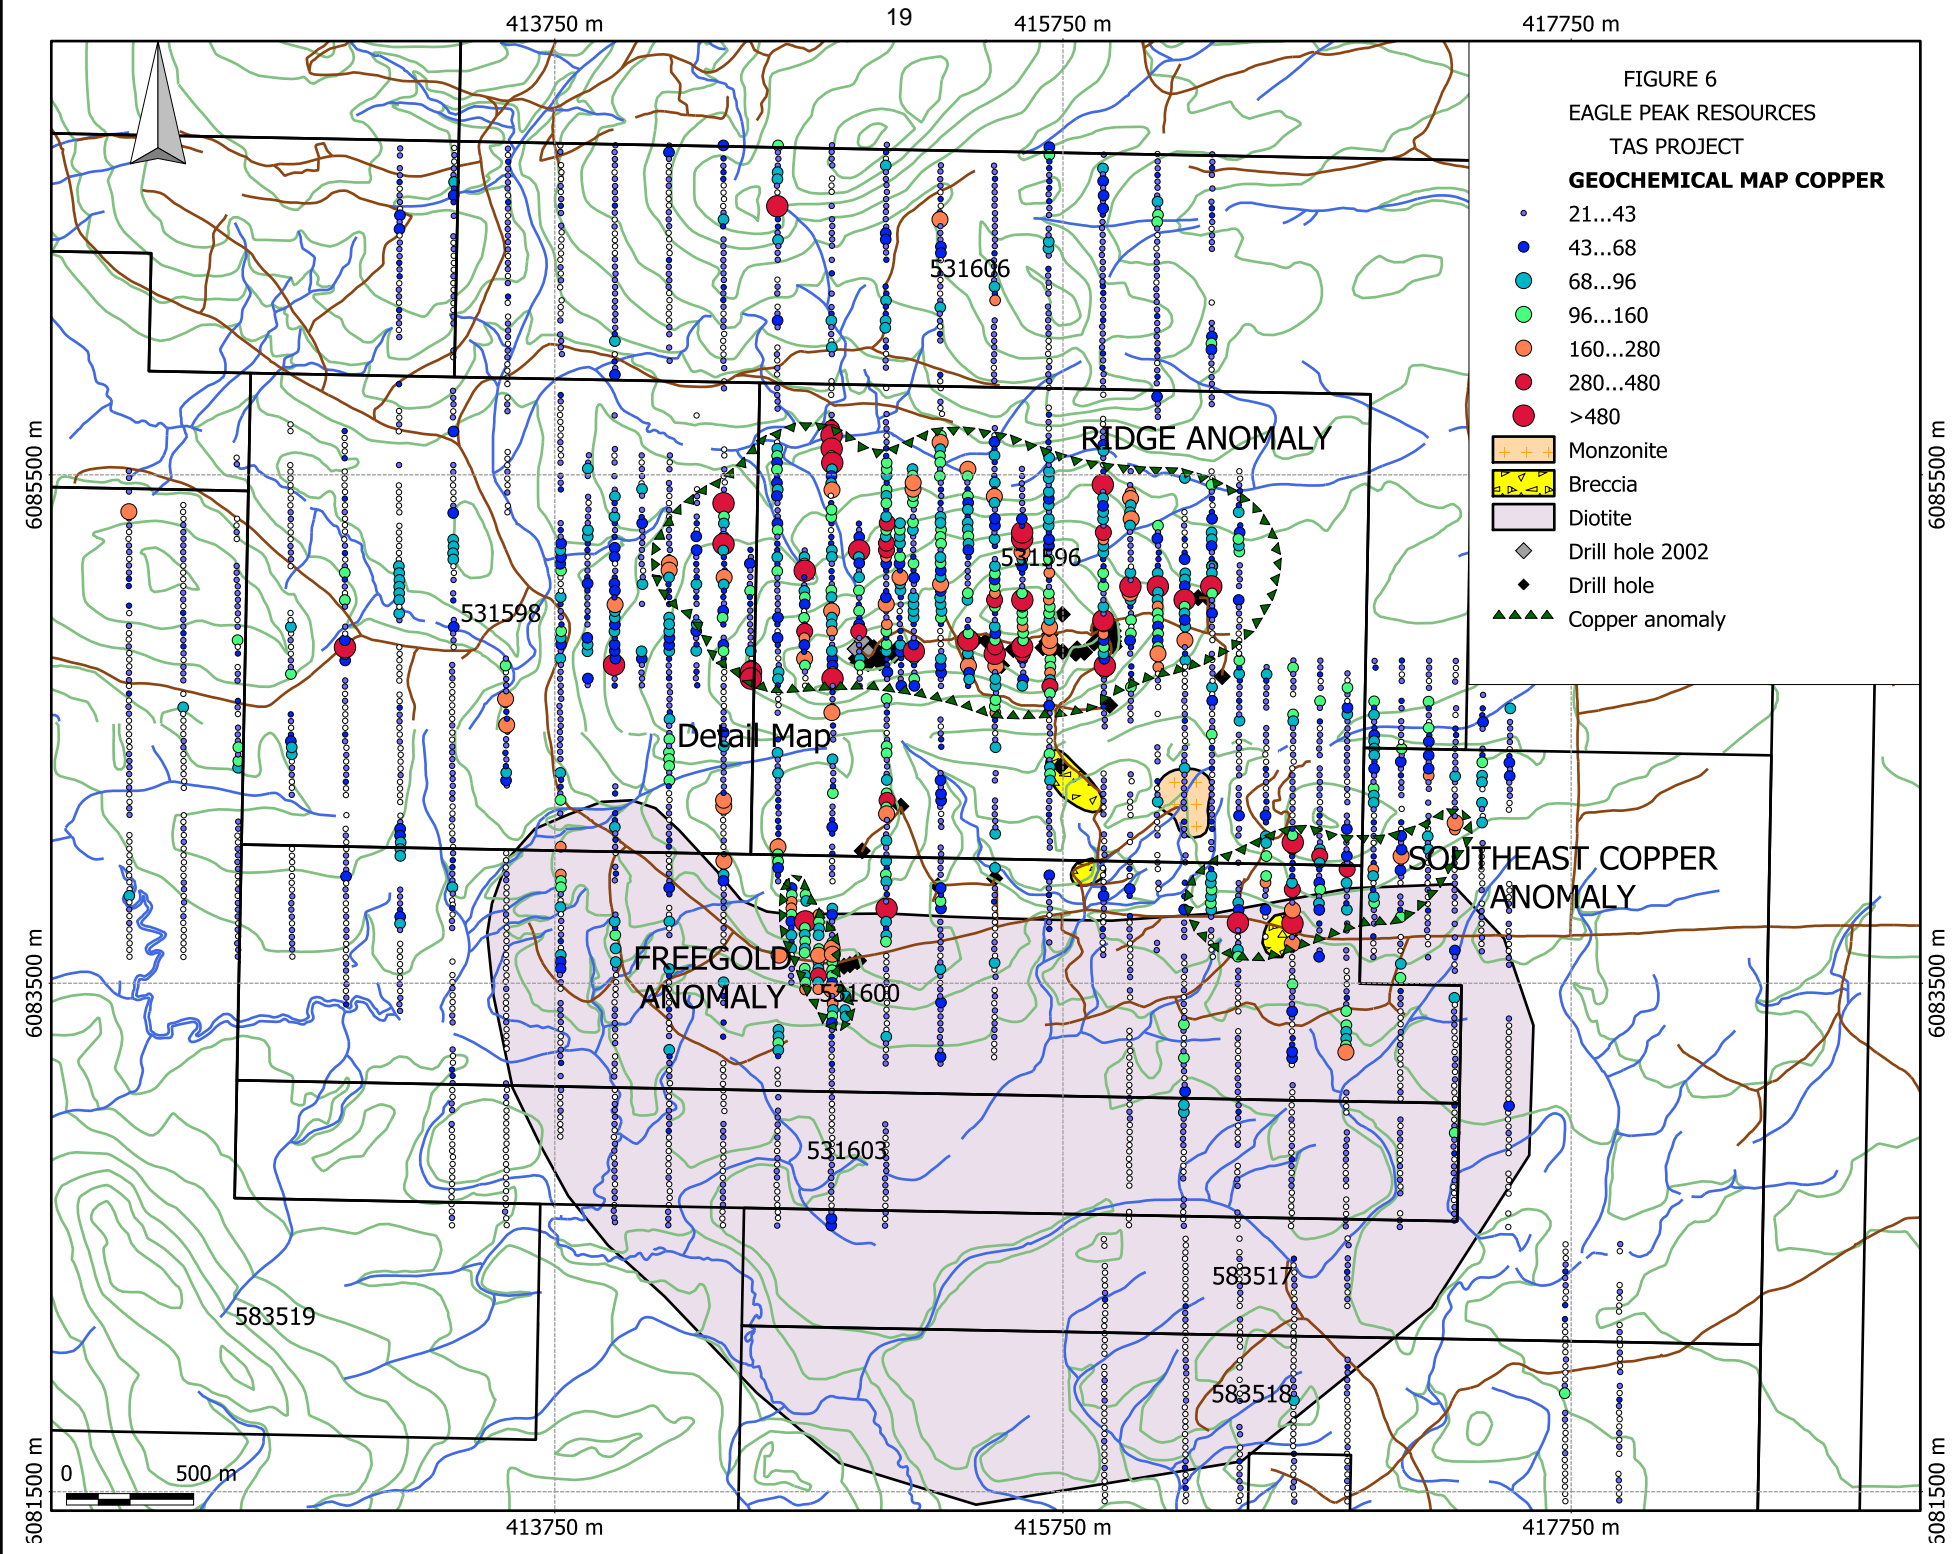 19
413750 m
415750 m
417750 m
FIGURE 6
EAGLE PEAK RESOURCES
TAS PROJECT
GEOCHEMICAL MAP COPPER
21...43
43...68
68...96
96...160
160...280
280...480
>480
Monzonite
Breccia
Diotite
Drill hole 2002
Drill hole
Copper anomaly
531606
RIDGE ANOMALY
6085500 m
6085500 m
531596
531598
Detail Map
SOUTHEAST COPPER
ANOMALY
FREEGOLD
ANOMALY
531600
6083500 m
6083500 m
531603
583517
583519
583518
0
500 m
6081500 m
6081500 m
413750 m
415750 m
417750 m